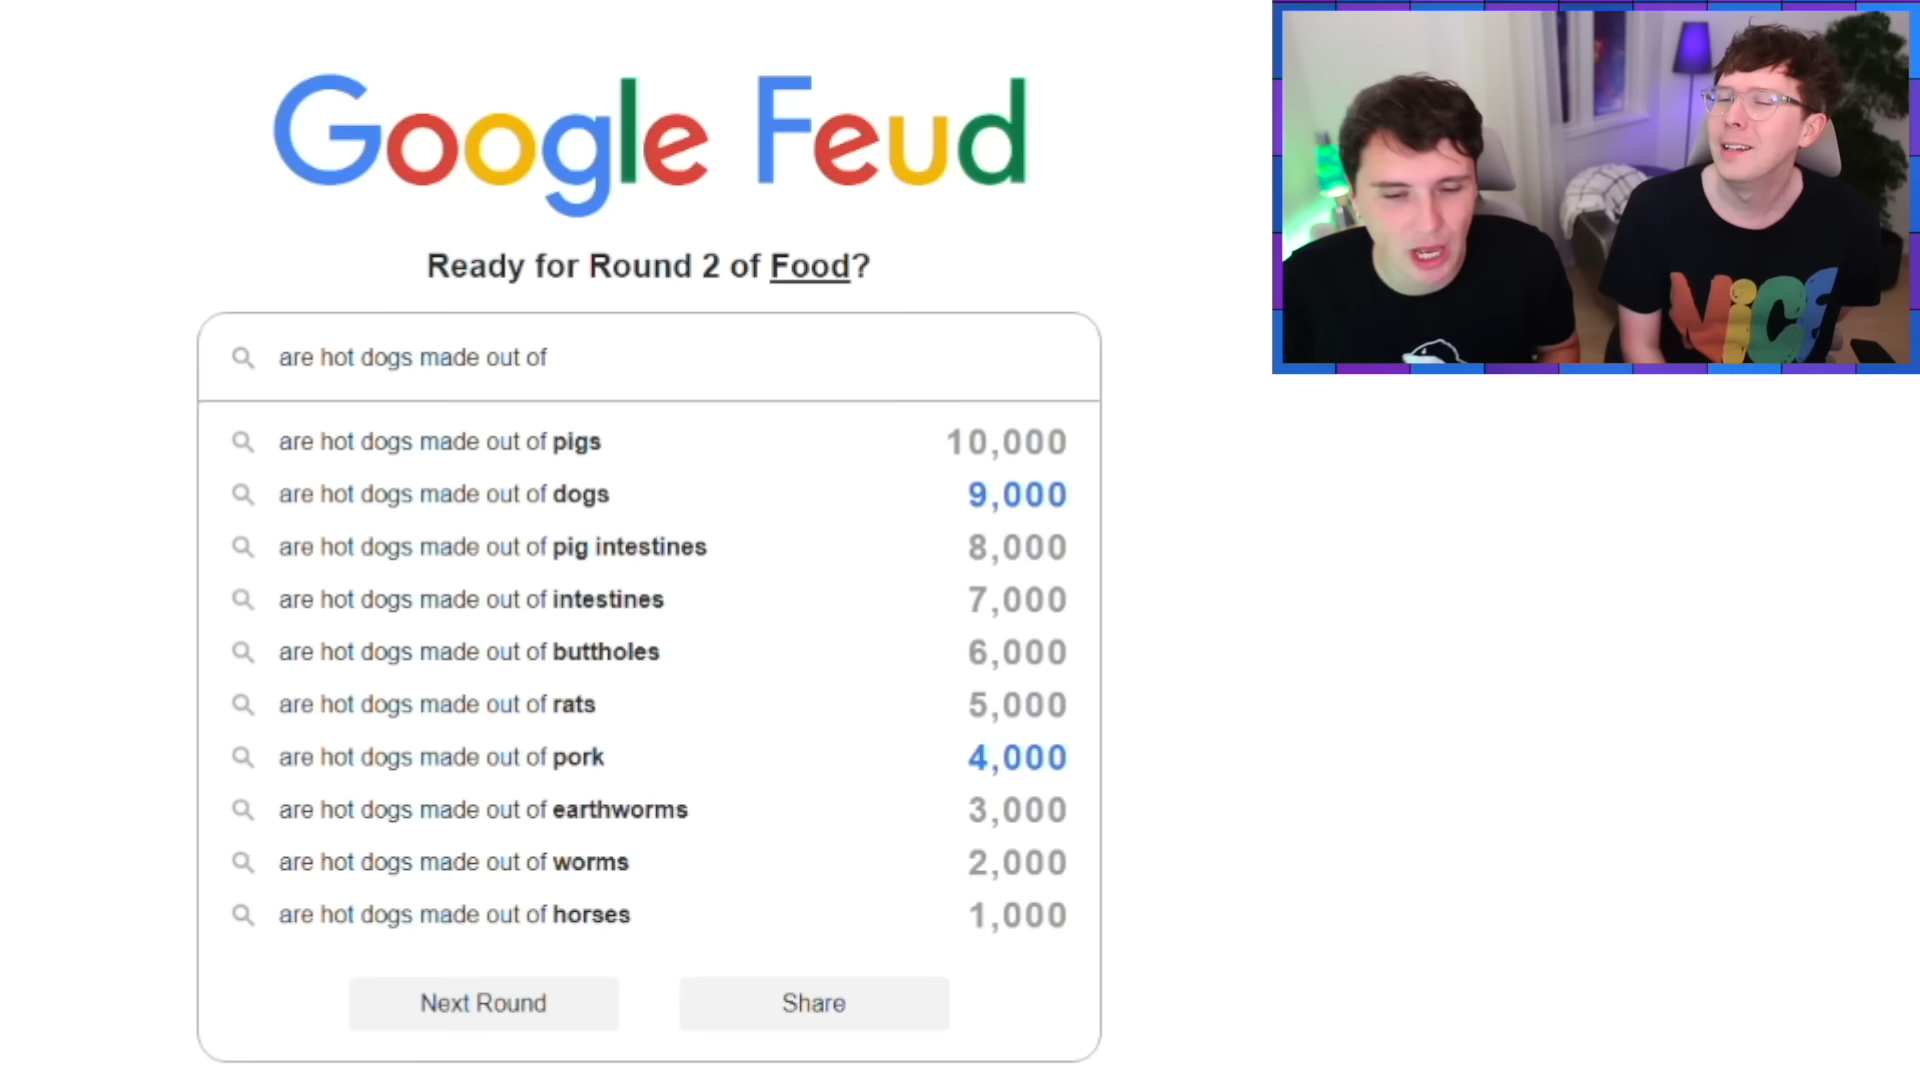 Google Feud
Ready for Round 2 of Food?
are hot dogs made out of
are hot dogs made out of pigs 10,000
are hot dogs made out of dogs 9,000
are hot dogs made out of pig intestines 8,000
are hot dogs made out of intestines 7,000
are hot dogs made out of buttholes 6,000
are hot dogs made out of rats 5,000
are hot dogs made out of pork 4,000
are hot dogs made out of earthworms 3,000
are hot dogs made out of worms 2,000
are hot dogs made out of horses 1,000
Next Round Share
NiCE